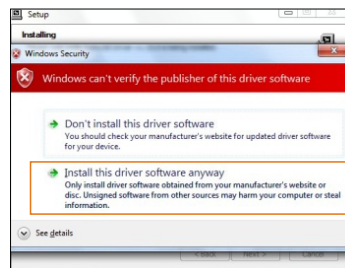 Setup
Installing
Windows Security
Windows can't verify the publisher of this driver software
Don't install this driver software
You should check your manufacturer's website for updated driver software
for your device.
Install this driver software anyway
Only install driver software obtained from your manufacturer's website or
disc. Unsigned software from other sources may harm your computer or steal
information.
See details
< Back Next > Cancel